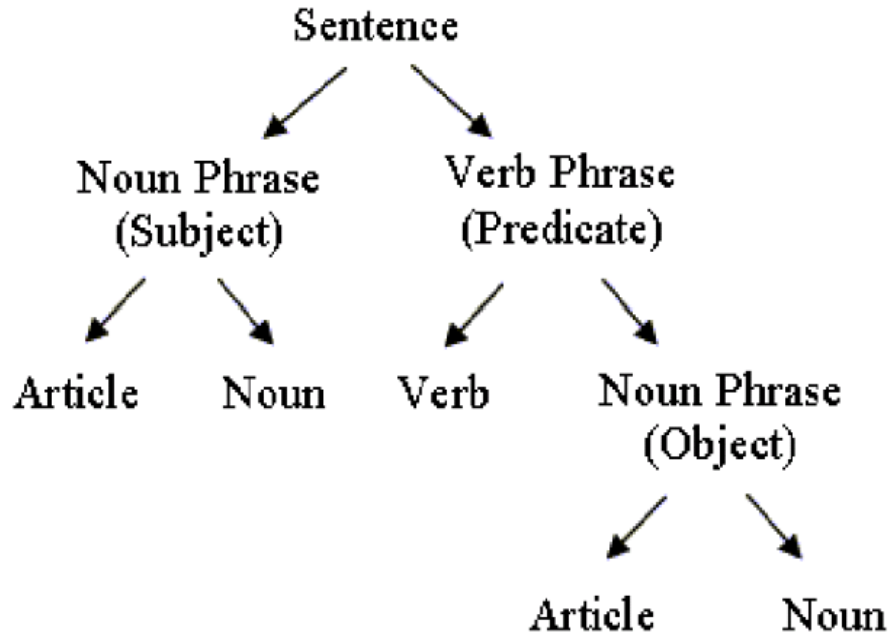 Sentence
Noun Phrase
(Subject)
Verb Phrase
(Predicate)
Article
Noun
Verb
Noun Phrase
(Object)
Article
Noun